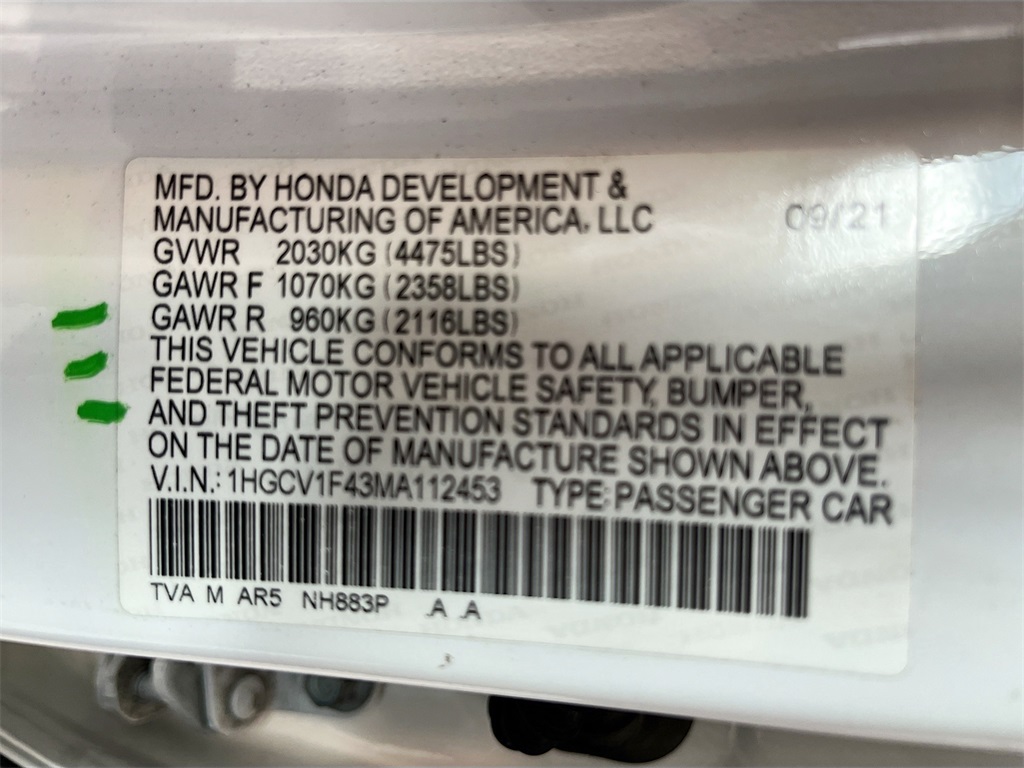 MFD. BY HONDA DEVELOPMENT &
MANUFACTURING OF AMERICA, LLC 09/21
GVWR 2030KG (4475LBS)
GAWR F 1070KG (2358LBS)
GAWR R 960KG (2116LBS)
THIS VEHICLE CONFORMS TO ALL APPLICABLE
FEDERAL MOTOR VEHICLE SAFETY, BUMPER,
AND THEFT PREVENTION STANDARDS IN EFFECT
ON THE DATE OF MANUFACTURE SHOWN ABOVE.
V.I.N.: 1HGCV1F43MA112453 TYPE: PASSENGER CAR
TVA M AR5 NH883P .A .A